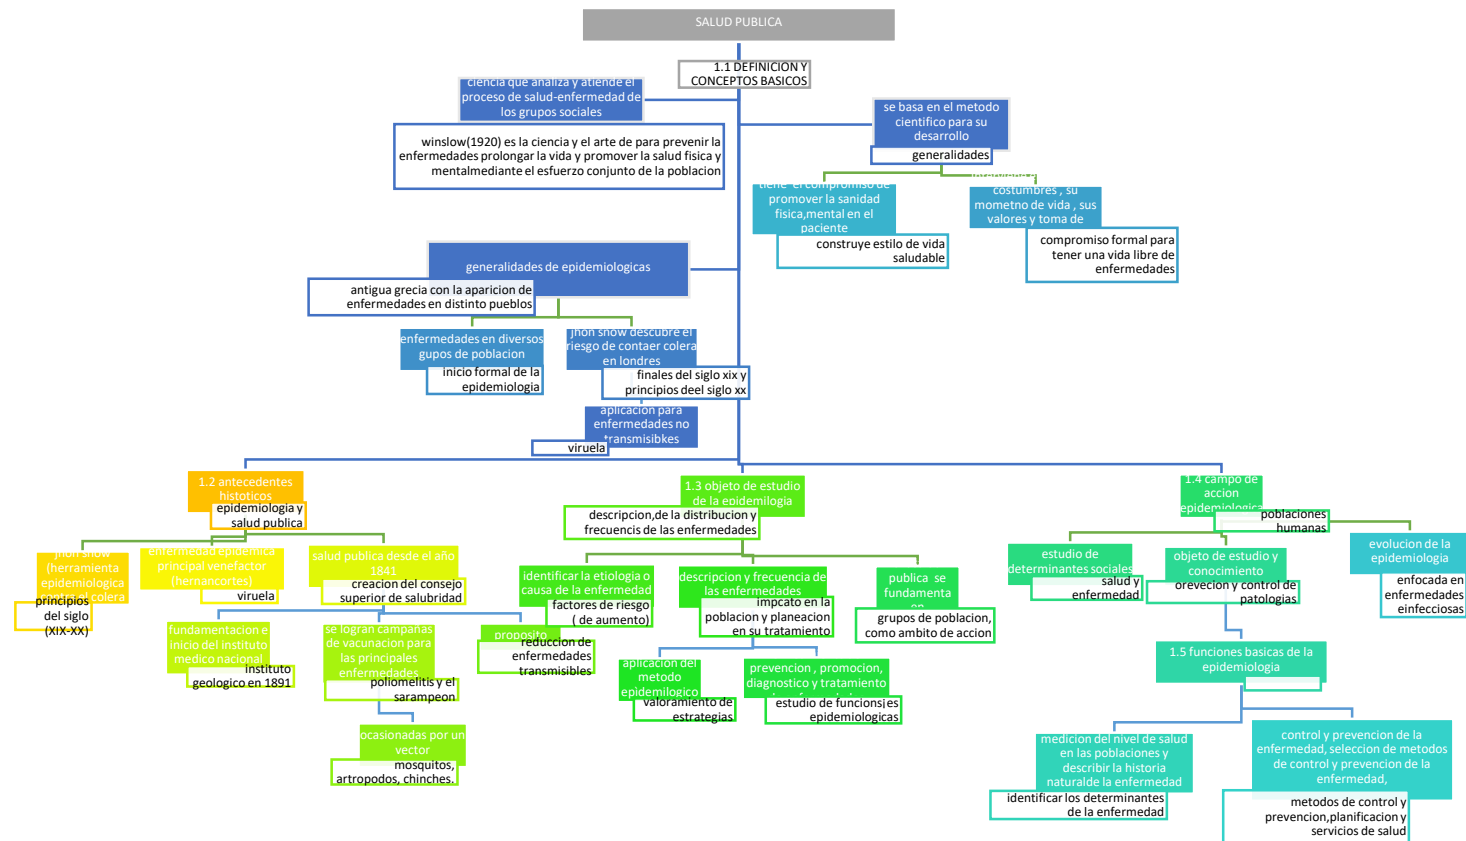 SALUD PUBLICA
1.1 DEFINICION Y
CONCEPTOS BASICOS
ciencia que analiza y atiende el
proceso de salud-enfermedad de
los grupos sociales
winslow(1920) es la ciencia y el arte de para prevenir la
enfermedades prolongar la vida y promover la salud fisica y
mentalmediante el esfuerzo conjunto de la poblacion
se basa en el metodo
cientifico para su
desarrollo
generalidades
tiene el compromiso de
promover la sanidad
fisica,mental en el
paciente
construye estilo de vida
saludable
costumbres , su
mometno de vida , sus
valores y toma de
compromiso formal para
tener una vida libre de
enfermedades
generalidades de epidemiologicas
antigua grecia con la aparicion de
enfermedades en distinto pueblos
enfermedades en diversos
gupos de poblacion
inicio formal de la
epidemiologia
jhon snow descubre el
riesgo de contaer colera
en londres
finales del siglo xix y
principios deel siglo xx
aplicacion para
enfermedades no
transmisibkes
viruela
1.2 antecedentes
histoticos
epidemiologia y
salud publica
jhon snow
(herramienta
epidemiologica
contra el colera
principios
del siglo
(XIX-XX)
enfermedad epidemica
principal venefactor
(hernancortes)
viruela
salud publica desde el año
1841
creacion del consejo
superior de salubridad
fundamentacion e
inicio del instituto
medico nacional
instituto
geologico en 1891
se logran campañas
de vacunacion para
las principales
enfermedades
poliomelitis y el
sarampeon
ocasionadas por un
vector
mosquitos,
artropodos, chinches.
proposito
reduccion de
enfermedades
transmisibles
1.3 objeto de estudio
de la epidemilogia
descripcion,de la distribucion y
frecuencis de las enfermedades
identificar la etiologia o
causa de la enfermedad
factores de riesgo
( de aumento)
descripcion y frecuencia de
las enfermedades
impcato en la
poblacion y planeacion
en su tratamiento
aplicacion del
metodo
epidemilogico
valoramiento de
estrategias
prevencion , promocion,
diagnostico y tratamiento
estudio de funcionsjes
epidemiologicas
publica se
fundamenta
en
grupos de poblacion,
como ambito de accion
1.4 campo de
accion
epidemiologica
poblaciones
humanas
estudio de
determinantes sociales
salud y
enfermedad
objeto de estudio y
conocimiento
orevecion y control de
patologias
evolucion de la
epidemiologia
enfocada en
enfermedades
einfecciosas
1.5 funciones basicas de la
epidemiologia
medicion del nivel de salud
en las poblaciones y
describir la historia
naturalde la enfermedad
identificar los determinantes
de la enfermedad
control y prevencion de la
enfermedad, seleccion de metodos
de control y prevencion de la
enfermedad,
metodos de control y
prevencion,planificacion y
servicios de salud